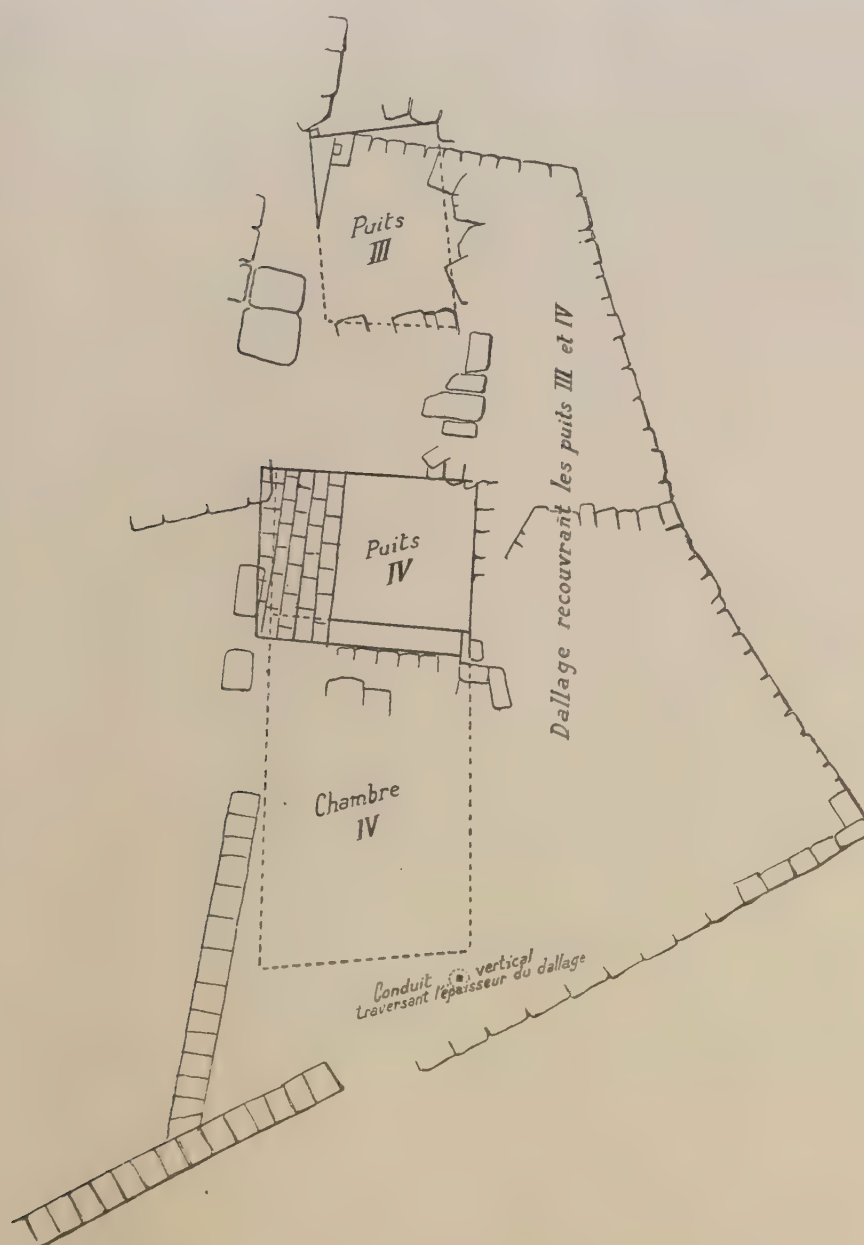 Puits
III
Dallage recouvrant les puits III et IV
Puits
IV
Chambre
IV
Conduit vertical
traversant l'épaisseur du dallage